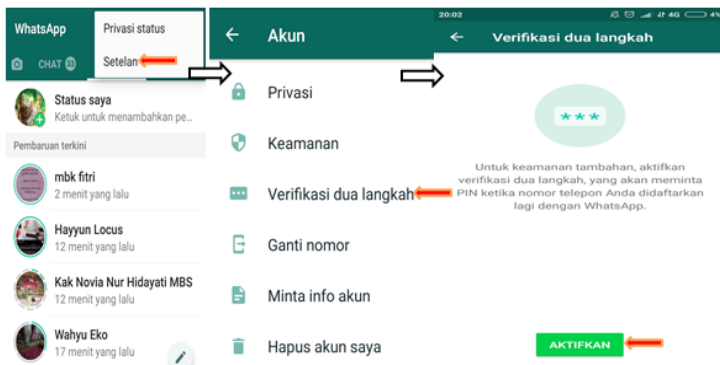 WhatsApp
Privasi status
Setelan
CHAT 33
Status saya
Ketuk untuk menambahkan pe...
Pembaruan terkini
mbk fitri
2 menit yang lalu
Hayyun Locus
12 menit yang lalu
Kak Novia Nur Hidayati MBS
12 menit yang lalu
Wahyu Eko
17 menit yang lalu
Akun
Privasi
Keamanan
Verifikasi dua langkah
Ganti nomor
Minta info akun
Hapus akun saya
20:02
4G
4%
Verifikasi dua langkah
***
Untuk keamanan tambahan, aktifkan
verifikasi dua langkah, yang akan meminta
PIN ketika nomor telepon Anda didaftarkan
lagi dengan WhatsApp.
AKTIFKAN